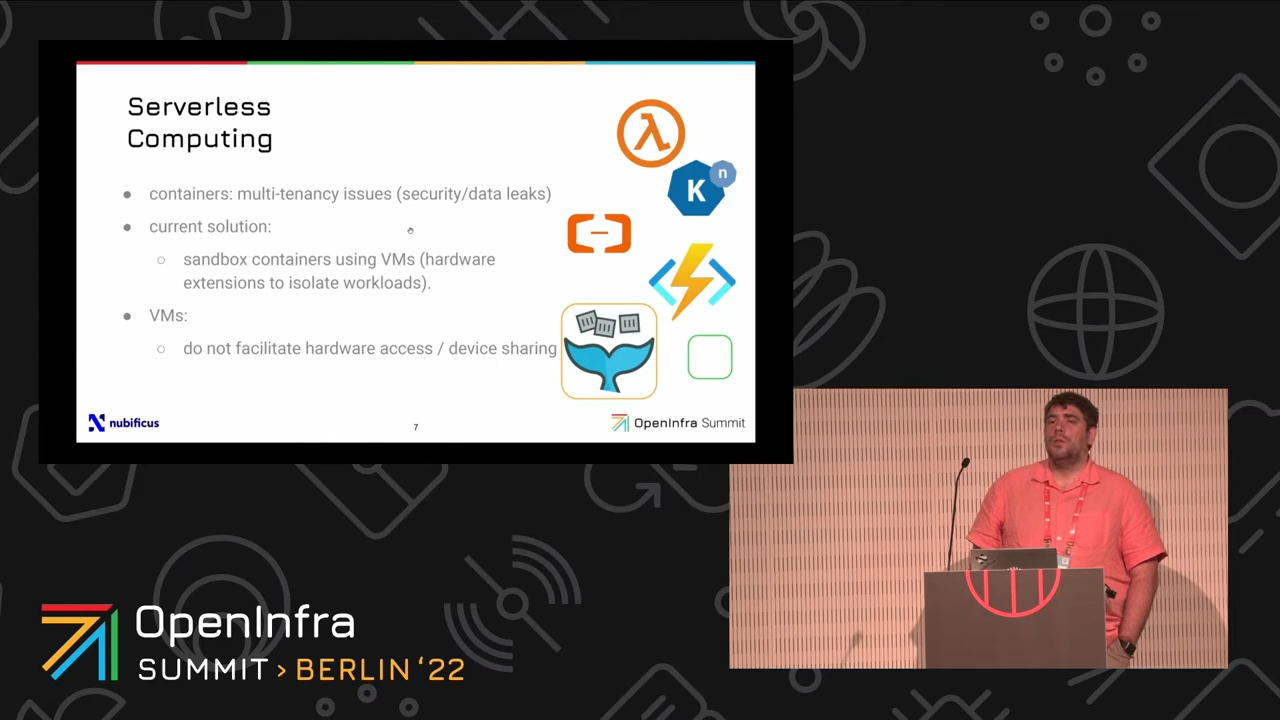 Serverless
Computing
● containers: multi-tenancy issues (security/data leaks)
● current solution:
○ sandbox containers using VMs (hardware
extensions to isolate workloads).
● VMs:
○ do not facilitate hardware access / device sharing
λ
K
n
nubificus
7
OpenInfra Summit
OpenInfra
SUMMIT > BERLIN ‘22